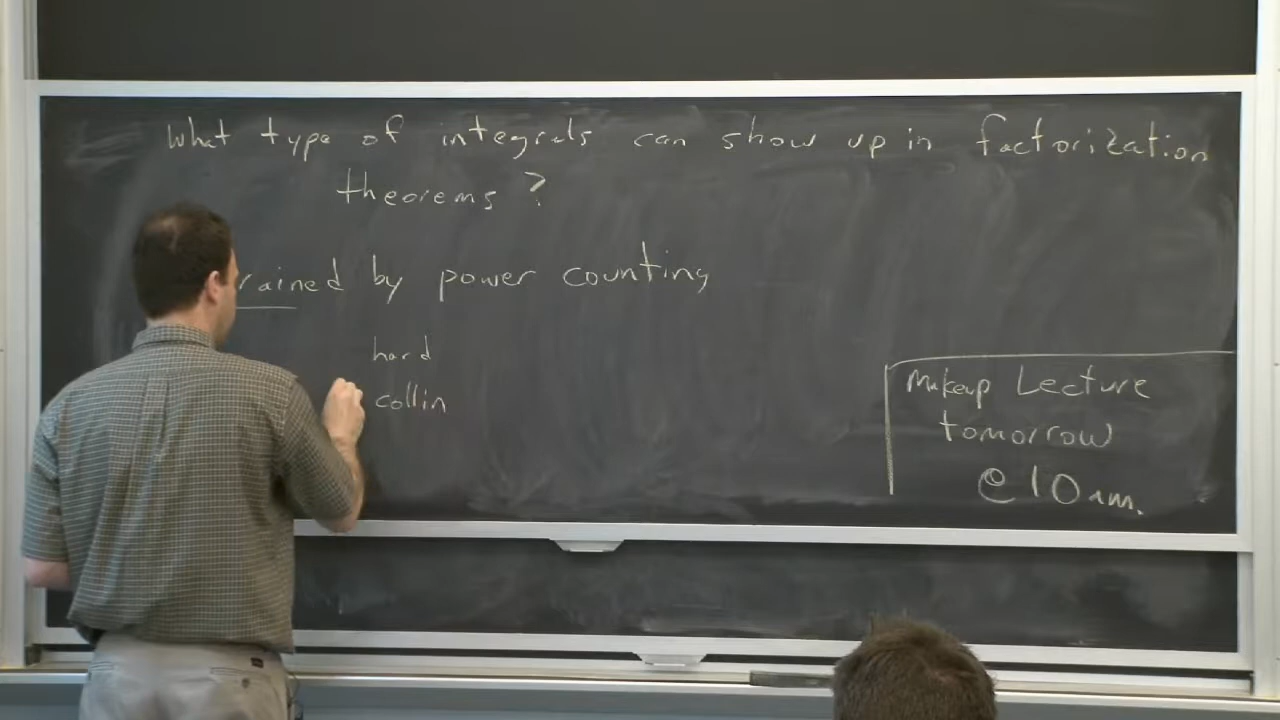 What type of integrals can show up in factorization
theorems?
rained by power counting
hard
collin
Makeup Lecture
tomorrow
@ 10 am.